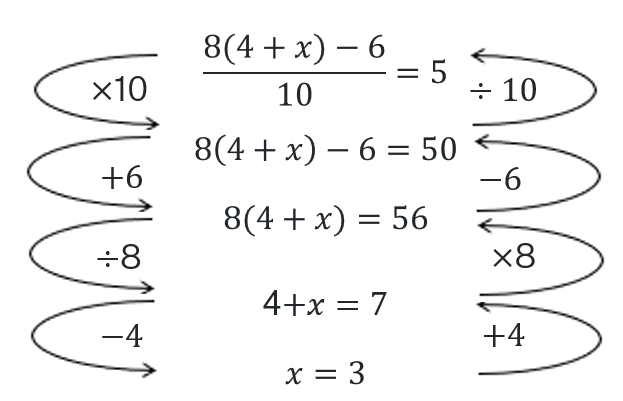 8(4 + x) − 6
10
= 5
×10
÷ 10
8(4 + x) − 6 = 50
+6
−6
8(4 + x) = 56
÷8
×8
4+x = 7
−4
+4
x = 3